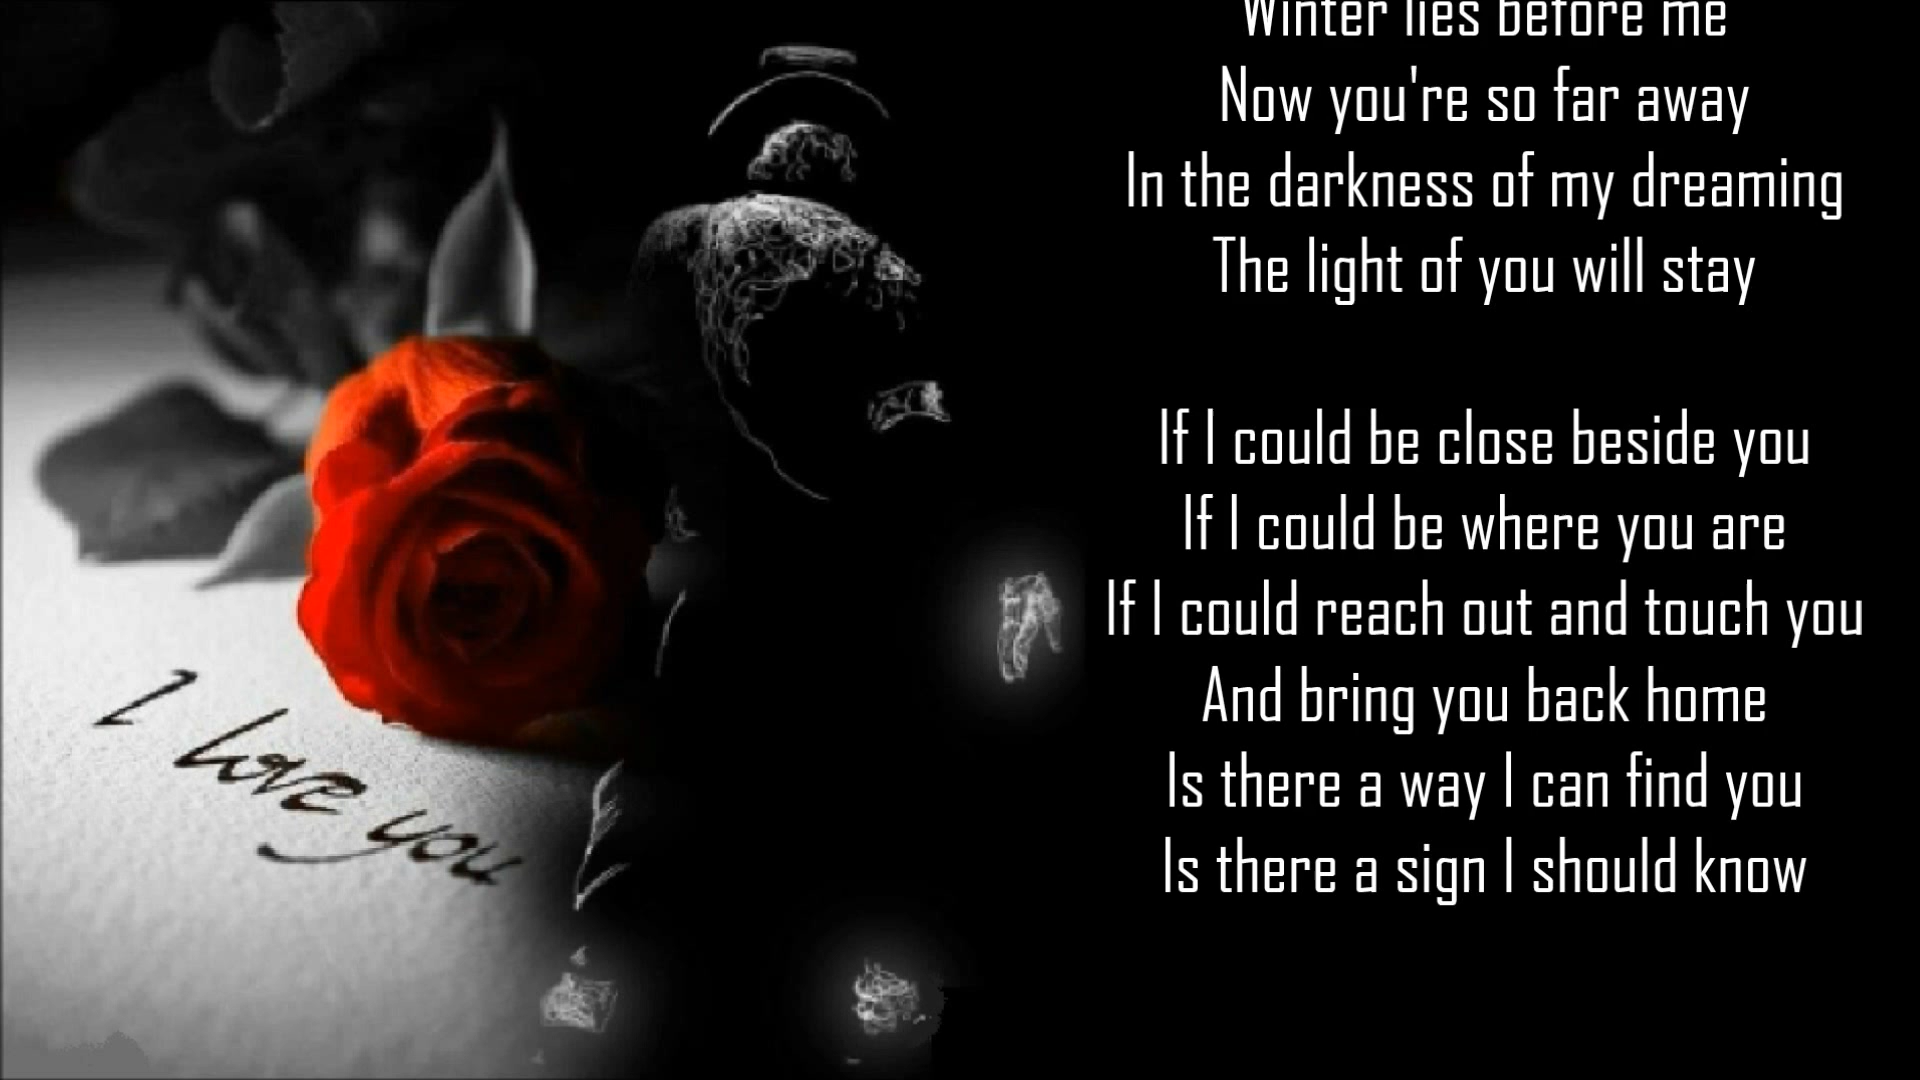 Winter lies before me
Now you're so far away
In the darkness of my dreaming
The light of you will stay
If I could be close beside you
If I could be where you are
If I could reach out and touch you
And bring you back home
Is there a way I can find you
Is there a sign I should know
I love you